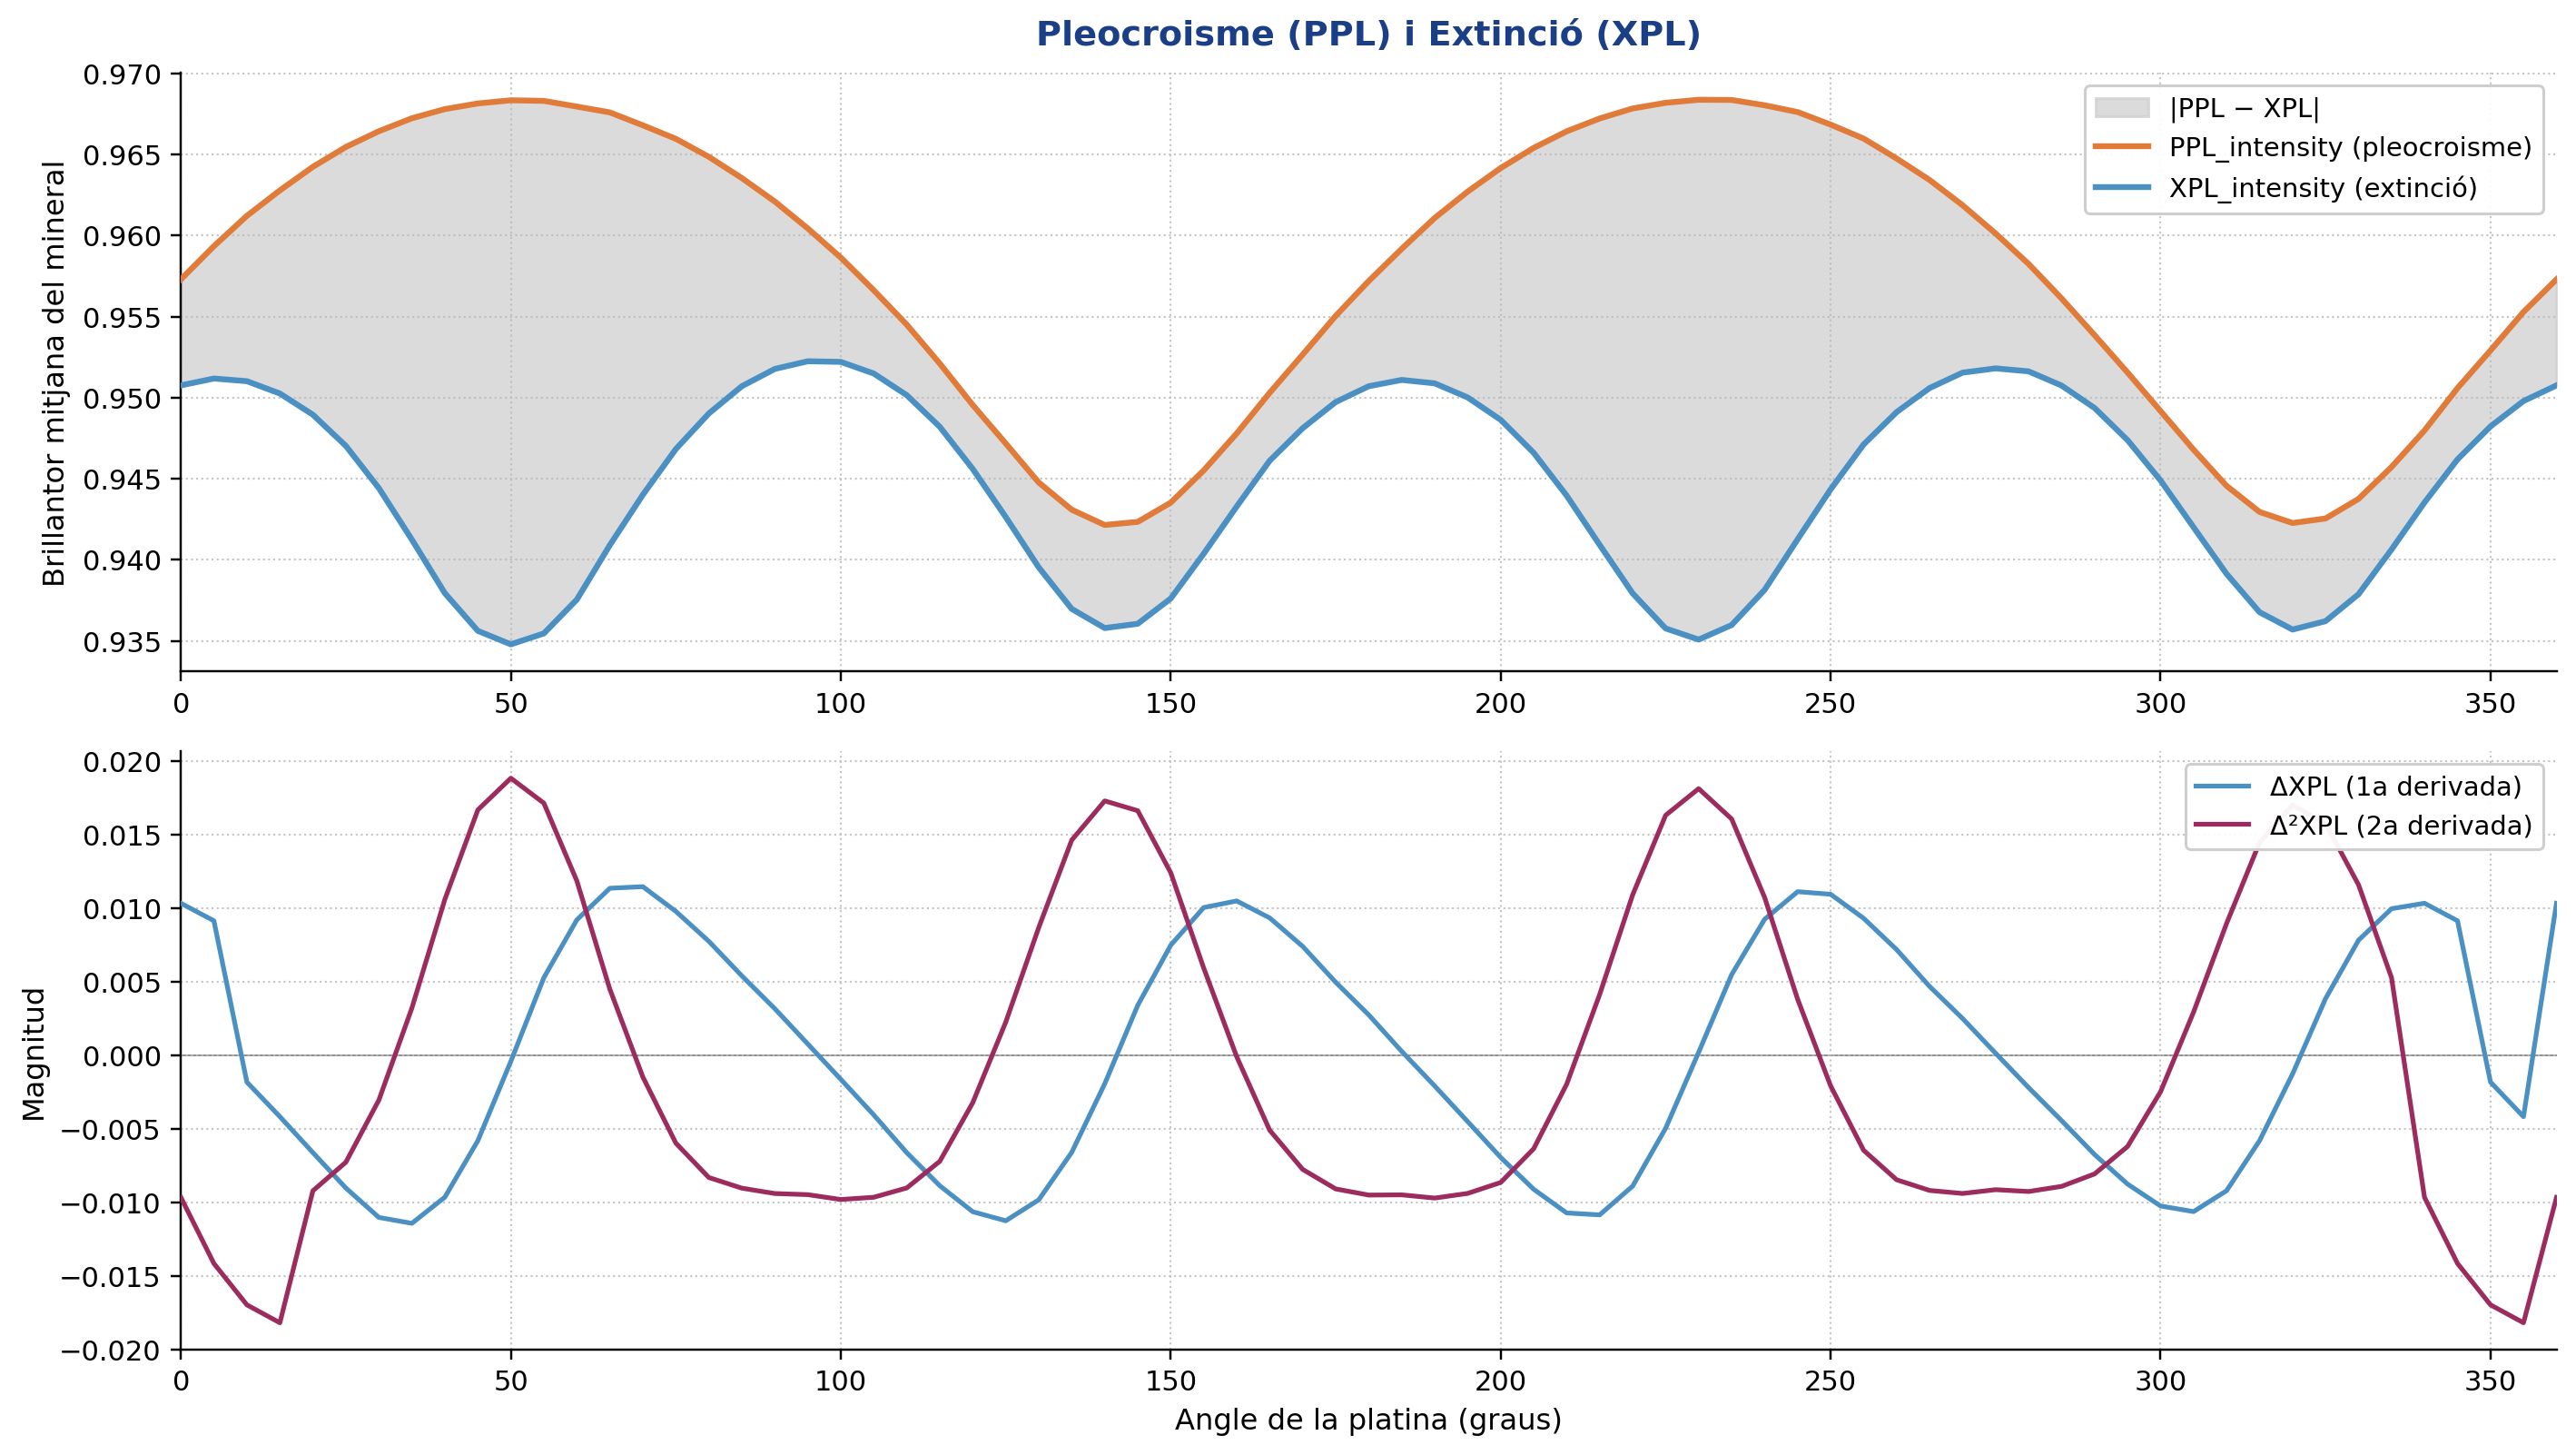 Pleocroisme (PPL) i Extinció (XPL)
Brillantor mitjana del mineral
0.970
0.965
0.960
0.955
0.950
0.945
0.940
0.935
|PPL − XPL|
PPL_intensity (pleocroisme)
XPL_intensity (extinció)
0 50 100 150 200 250 300 350
Magnitud
0.020
0.015
0.010
0.005
0.000
−0.005
−0.010
−0.015
−0.020
ΔXPL (1a derivada)
Δ²XPL (2a derivada)
0 50 100 150 200 250 300 350
Angle de la platina (graus)